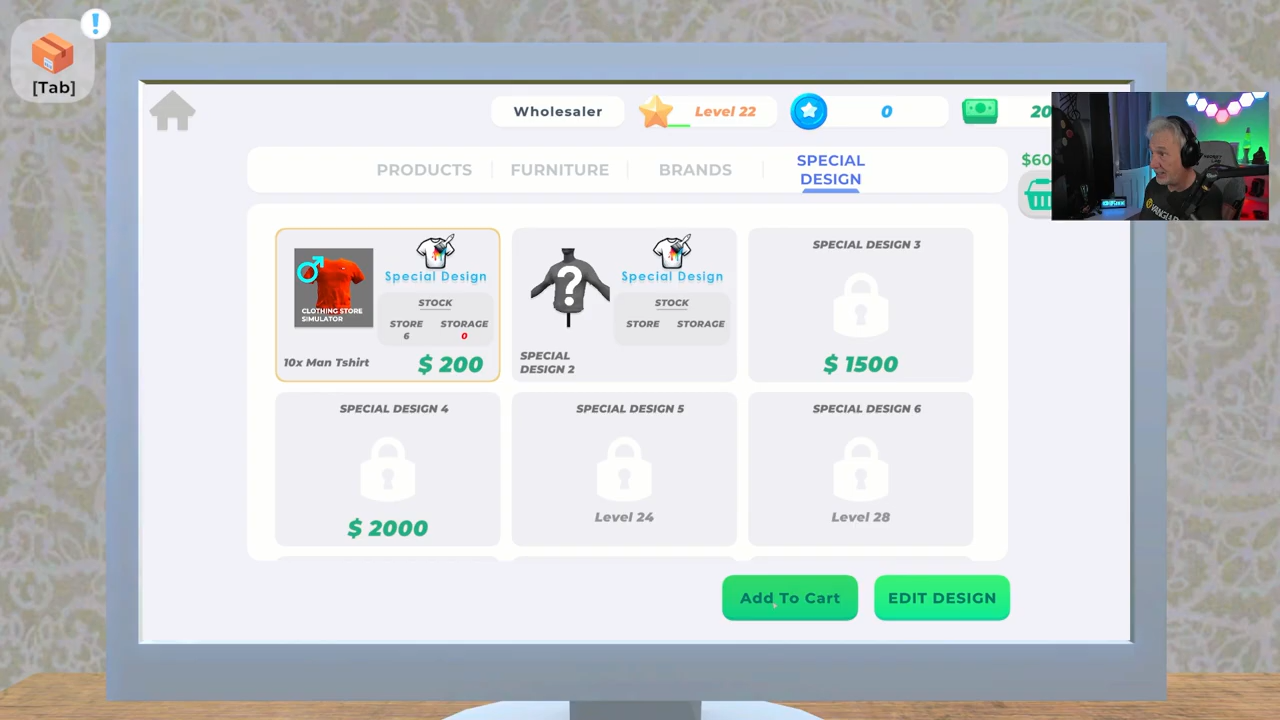 !
[Tab]
Wholesaler
Level 22
0
20
PRODUCTS
FURNITURE
BRANDS
SPECIAL
DESIGN
$60
CLOTHING STORE
SIMULATOR
Special Design
STOCK
STORE
STORAGE
6
0
10x Man Tshirt
$ 200
?
Special Design
STOCK
STORE
STORAGE
SPECIAL
DESIGN 2
SPECIAL DESIGN 3
$ 1500
SPECIAL DESIGN 4
$ 2000
SPECIAL DESIGN 5
Level 24
SPECIAL DESIGN 6
Level 28
Add To Cart
EDIT DESIGN